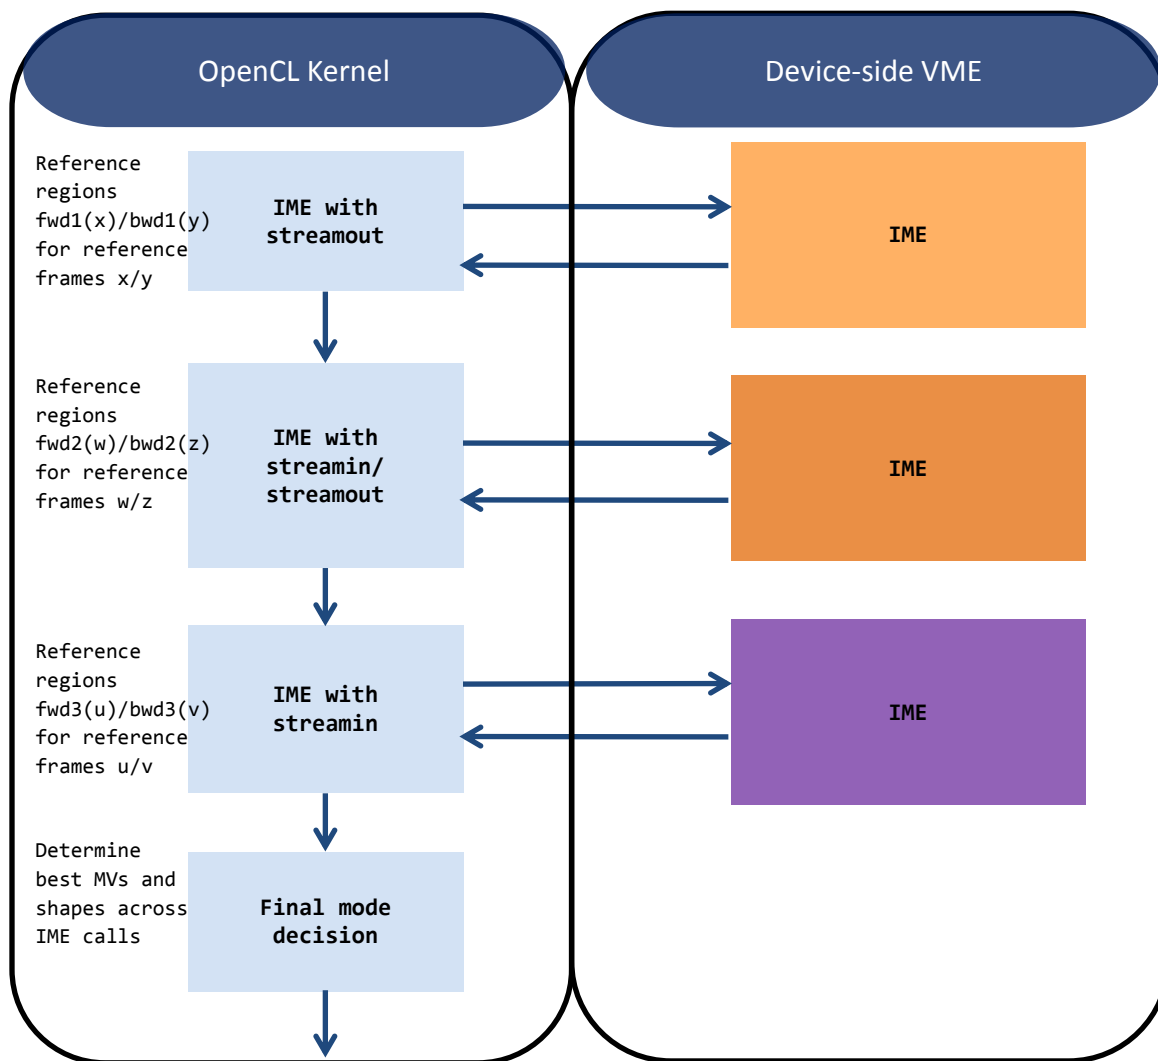 OpenCL Kernel
Device-side VME
Reference
regions
fwd1(x)/bwd1(y)
for reference
frames x/y
IME with
streamout
IME
Reference
regions
fwd2(w)/bwd2(z)
for reference
frames w/z
IME with
streamin/
streamout
IME
Reference
regions
fwd3(u)/bwd3(v)
for reference
frames u/v
IME with
streamin
IME
Determine
best MVs and
shapes across
IME calls
Final mode
decision